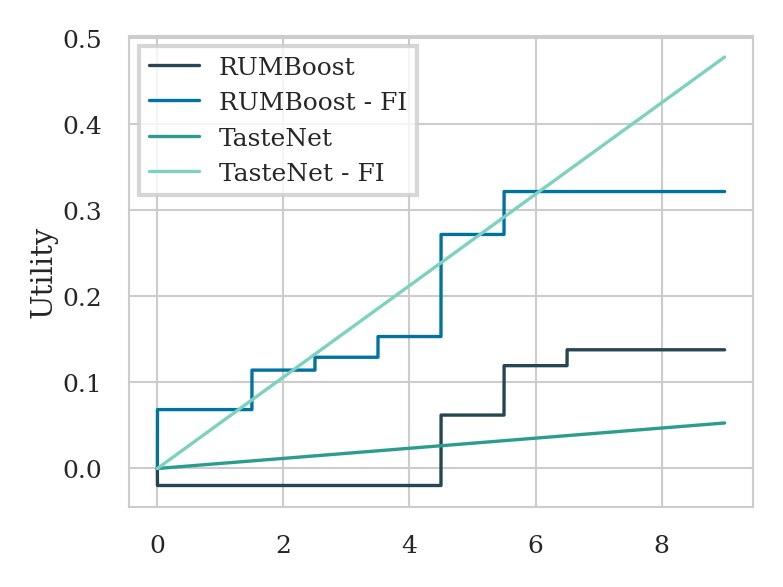 0.5
0.4
0.3
0.2
0.1
0.0
Utility
RUMBoost
RUMBoost - FI
TasteNet
TasteNet - FI
0 2 4 6 8